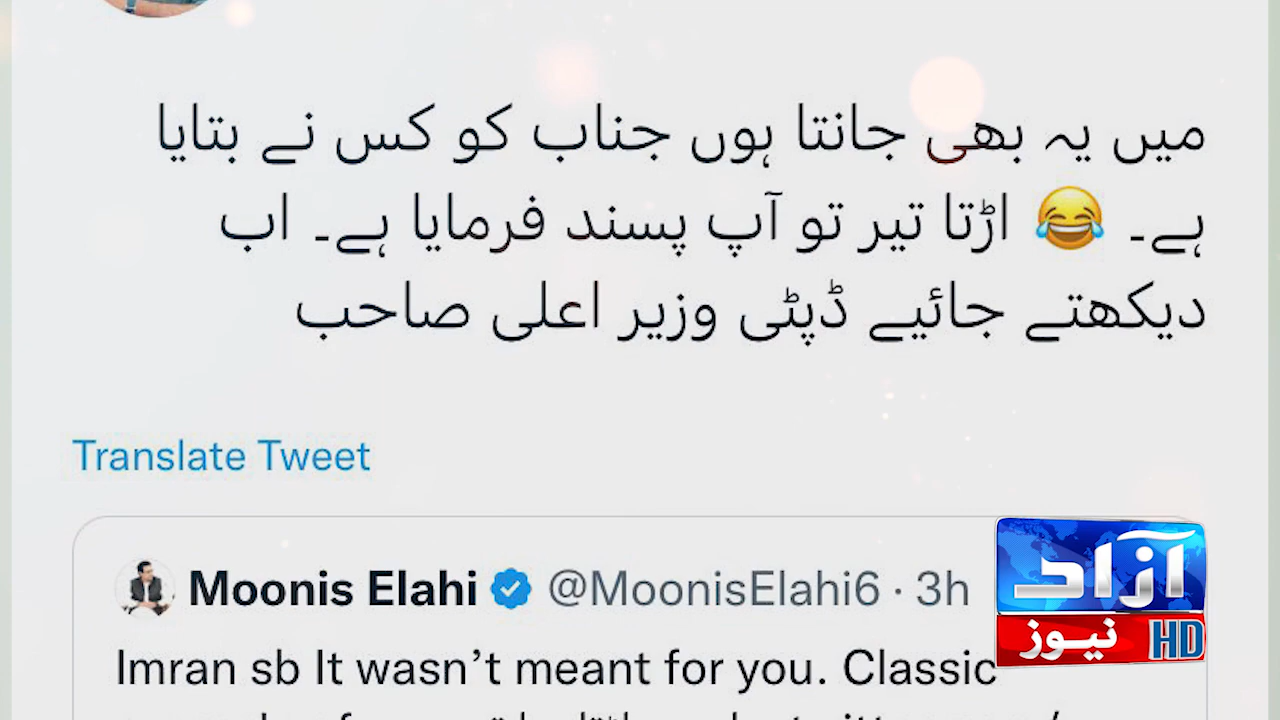 میں یہ بھی جانتا ہوں جناب کو کس نے بتایا
ہے۔ 😂 اڑتا تیر تو آپ پسند فرمایا ہے۔ اب
دیکھتے جائیے ڈپٹی وزیر اعلی صاحب
Translate Tweet
Moonis Elahi @MoonisElahi6 · 3h
Imran sb It wasn’t meant for you. Classic
آزاد
نیوز HD